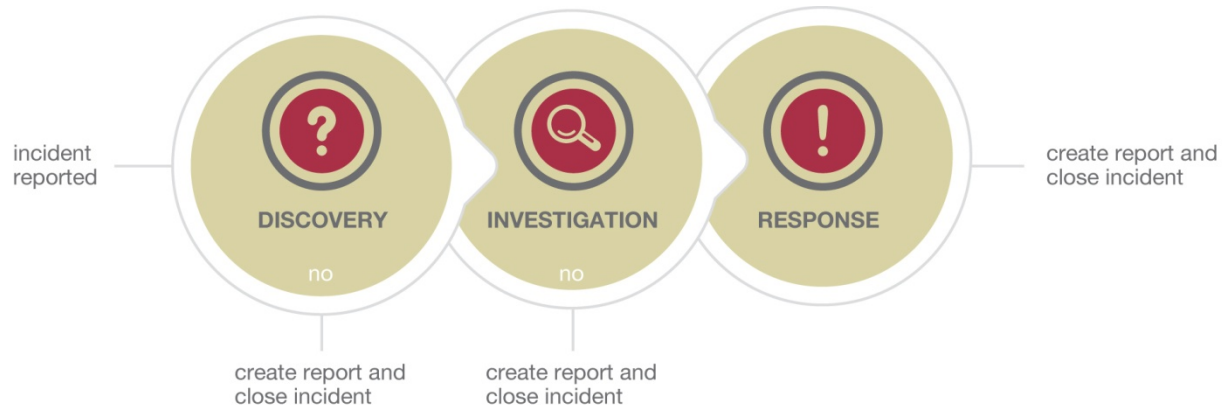 incident
reported
?
DISCOVERY
no
create report and
close incident
INVESTIGATION
no
create report and
close incident
!
RESPONSE
create report and
close incident